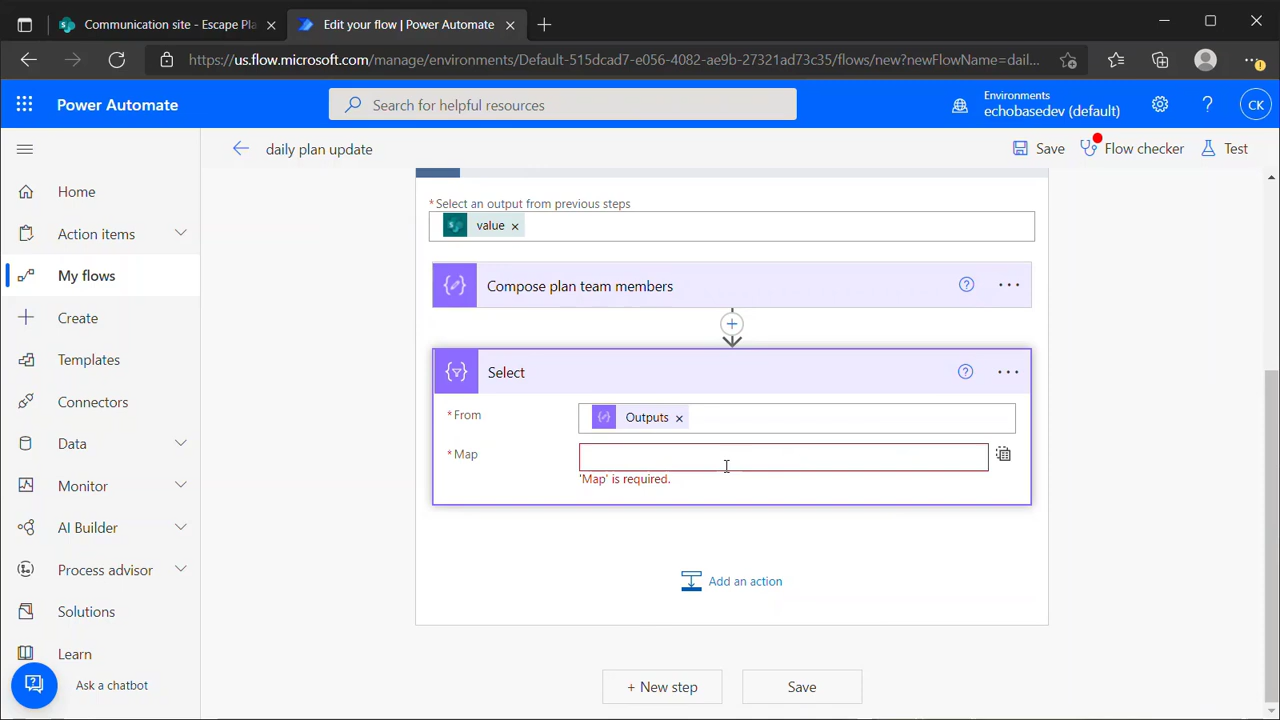 Communication site - Escape Pla
Edit your flow | Power Automate
https://us.flow.microsoft.com/manage/environments/Default-515dcad7-e056-4082-ae9b-27321ad73c35/flows/new?newFlowName=dail...
Power Automate
Search for helpful resources
Environments
echobasedev (default)
CK
daily plan update
Save
Flow checker
Test
Home
Action items
My flows
Create
Templates
Connectors
Data
Monitor
AI Builder
Process advisor
Solutions
Learn
Ask a chatbot
* Select an output from previous steps
value ×
Compose plan team members
Select
* From
Outputs ×
* Map
'Map' is required.
Add an action
+ New step
Save